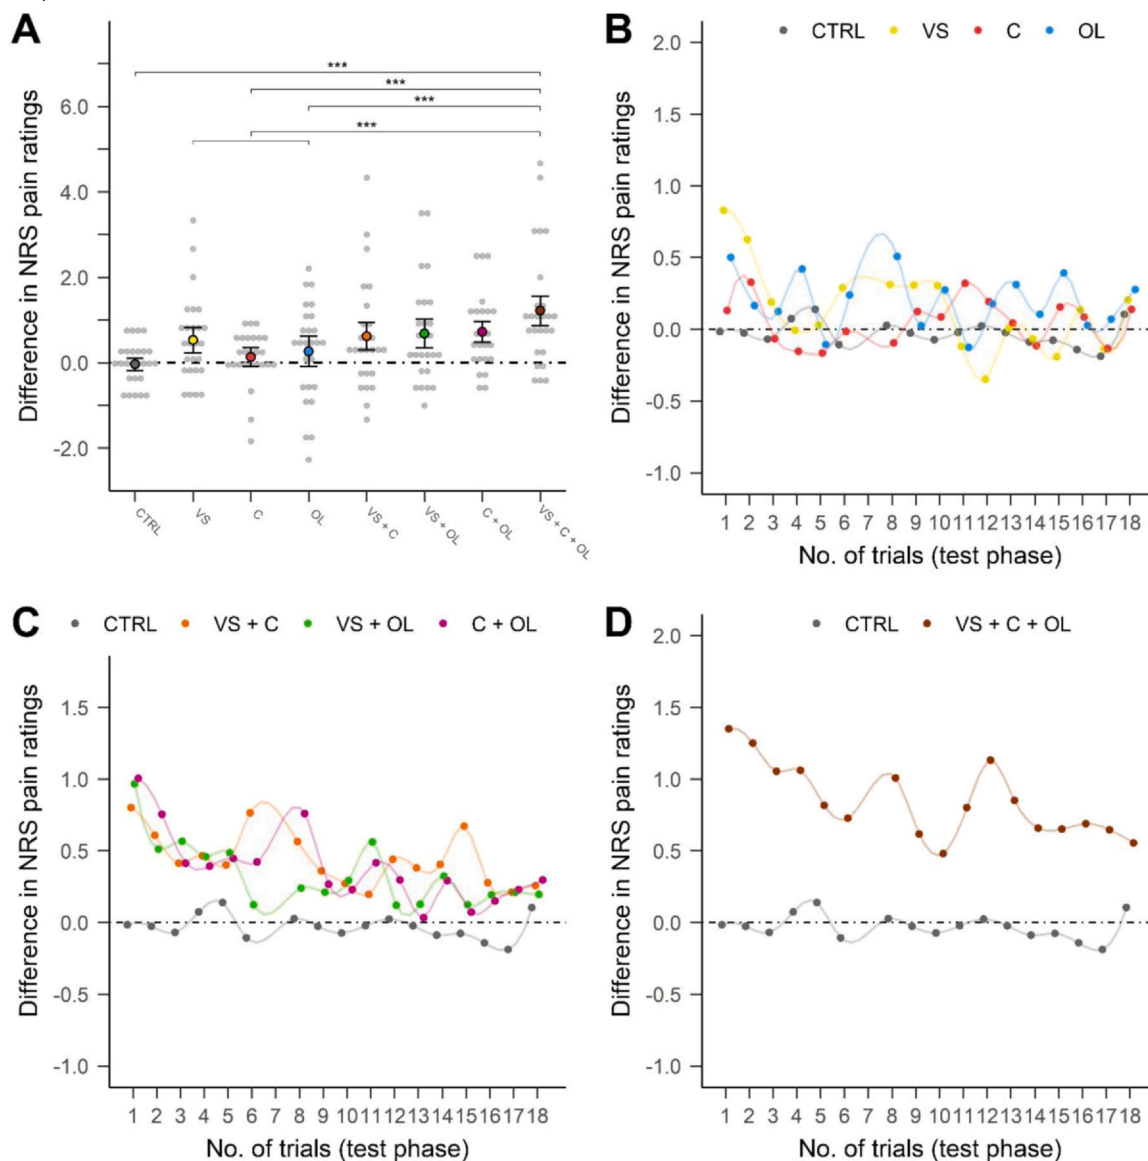 A
Difference in NRS pain ratings
6.0
4.0
2.0
0.0
-2.0
***
***
***
***
CTRL
VS
C
OL
VS + C
VS + OL
C + OL
VS + C + OL
B
CTRL VS C OL
Difference in NRS pain ratings
2.0
1.5
1.0
0.5
0.0
-0.5
-1.0
1 2 3 4 5 6 7 8 9 10 11 12 13 14 15 16 17 18
No. of trials (test phase)
C
CTRL VS + C VS + OL C + OL
Difference in NRS pain ratings
1.5
1.0
0.5
0.0
-0.5
-1.0
1 2 3 4 5 6 7 8 9 10 11 12 13 14 15 16 17 18
No. of trials (test phase)
D
CTRL VS + C + OL
Difference in NRS pain ratings
2.0
1.5
1.0
0.5
0.0
-0.5
-1.0
1 2 3 4 5 6 7 8 9 10 11 12 13 14 15 16 17 18
No. of trials (test phase)